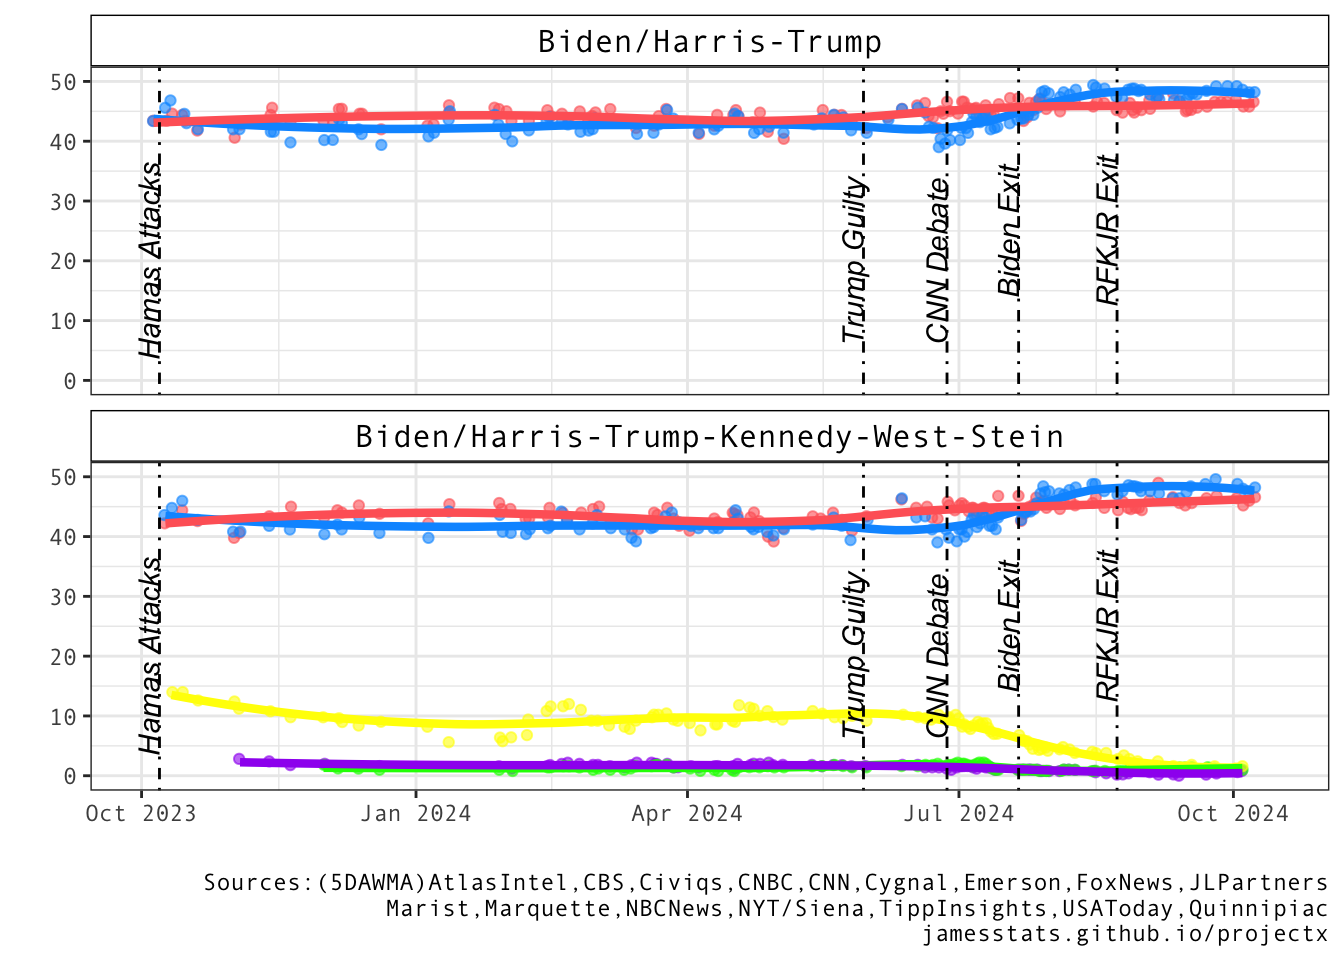 Biden/Harris-Trump
50
40
30
20
10
0
Hamas Attacks
Trump Guilty
CNN Debate
Biden Exit
RFKJR Exit
Biden/Harris-Trump-Kennedy-West-Stein
50
40
30
20
10
0
Hamas Attacks
Trump Guilty
CNN Debate
Biden Exit
RFKJR Exit
Oct 2023 Jan 2024 Apr 2024 Jul 2024 Oct 2024
Sources:(5DAWMA)AtlasIntel,CBS,Civiqs,CNBC,CNN,Cygnal,Emerson,FoxNews,JLPartners
Marist,Marquette,NBCNews,NYT/Siena,TippInsights,USAToday,Quinnipiac
jamesstats.github.io/projectx